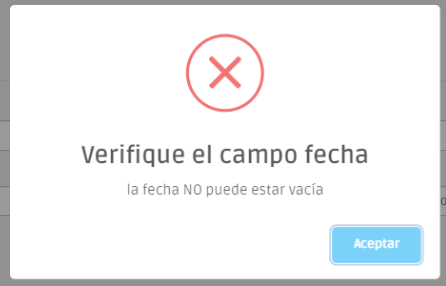 Verifique el campo fecha
la fecha NO puede estar vacía
Aceptar